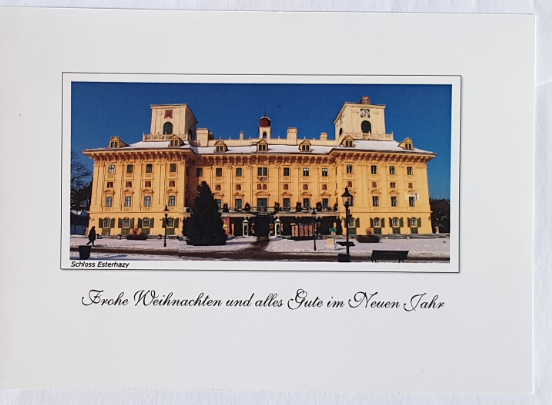 Schloss Esterhazy
Frohe Weihnachten und alles Gute im Neuen Jahr